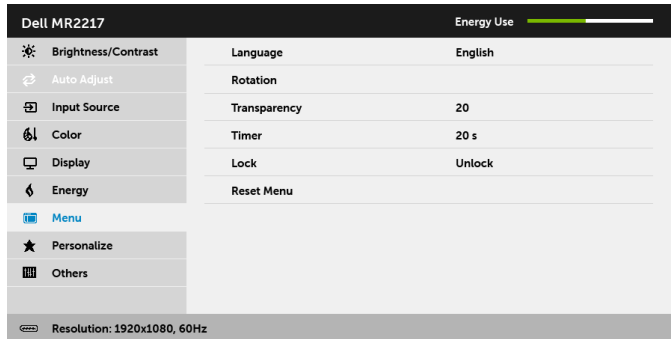 Dell MR2217 Energy Use
Brightness/Contrast Language English
Auto Adjust Rotation
Input Source Transparency 20
Color Timer 20 s
Display Lock Unlock
Energy Reset Menu
Menu
Personalize
Others
Resolution: 1920x1080, 60Hz